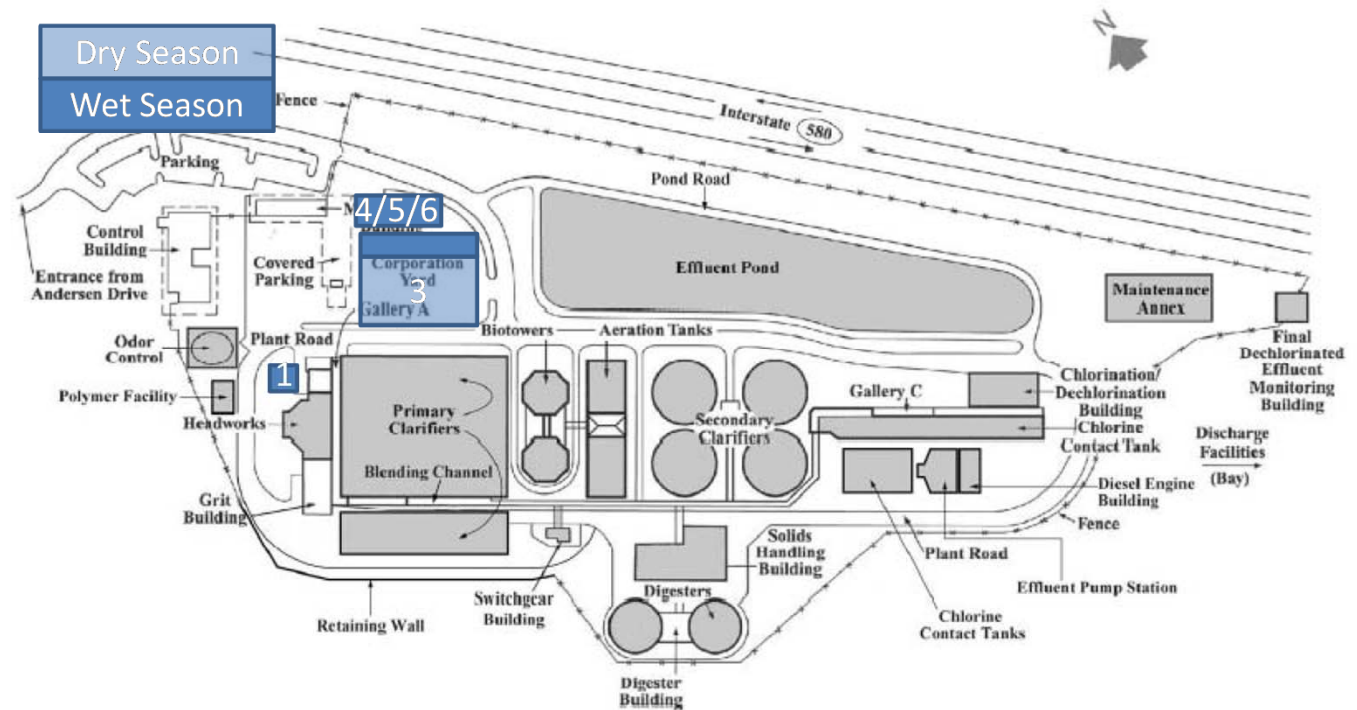 N
Dry Season
Wet Season
Fence
Interstate 580
Parking
Pond Road
4/5/6
Control
Building
Covered
Parking
Corporation
Yard
3
Gallery A
Effluent Pond
Entrance from
Andersen Drive
Maintenance
Annex
Final
Dechlorinated
Effluent
Monitoring
Building
Odor
Control
Plant Road
1
Biotowers
Aeration Tanks
Polymer Facility
Headworks
Primary
Clarifiers
Secondary
Clarifiers
Gallery C
Chlorination/
Dechlorination
Building
Chlorine
Contact Tank
Discharge
Facilities
(Bay)
Blending Channel
Grit
Building
Diesel Engine
Building
Fence
Solids
Handling
Building
Plant Road
Effluent Pump Station
Switchgear
Building
Digesters
Retaining Wall
Chlorine
Contact Tanks
Digester
Building